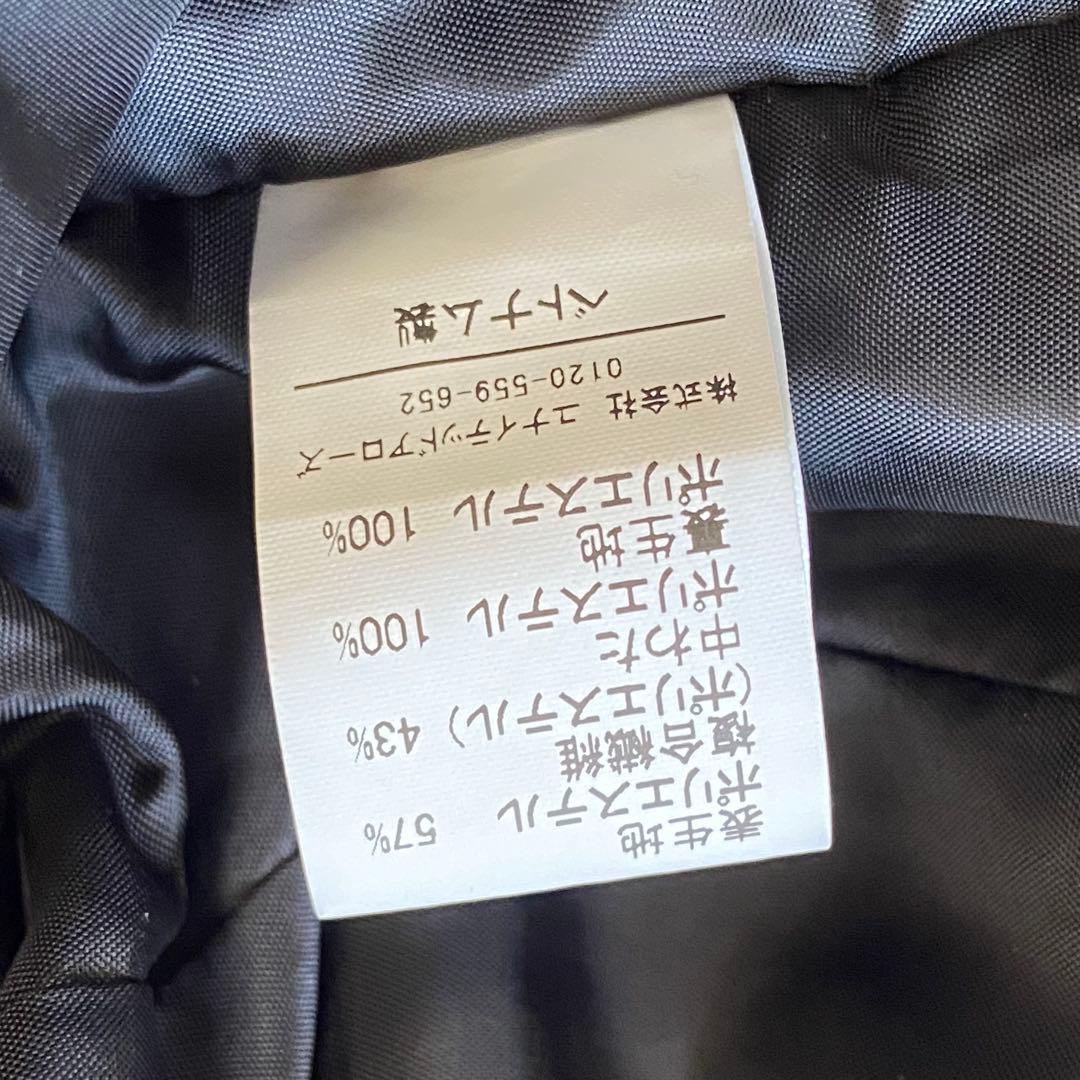 表生地
ポリエステル 57%
複合繊維
(ポリエステル) 43%
中わた
ポリエステル 100%
裏生地
ポリエステル 100%
株式会社 ユナイテッドアローズ
0120-559-652
ベトナム製